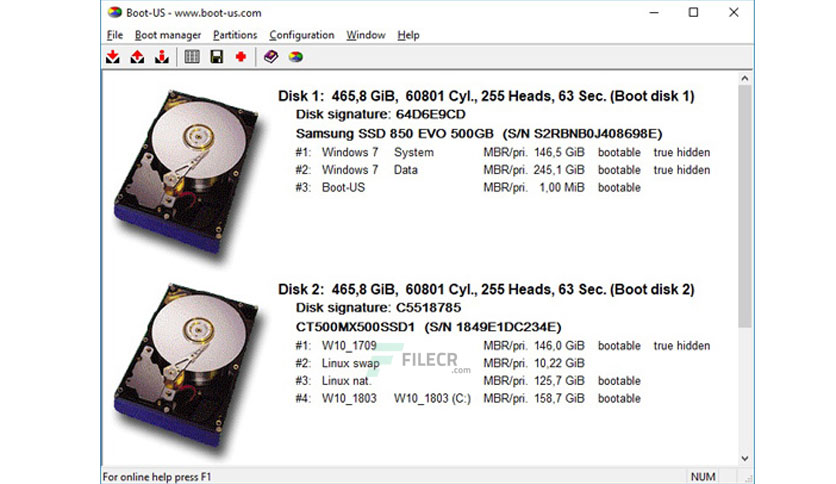 Boot-US - www.boot-us.com
File Boot manager Partitions Configuration Window Help
Disk 1: 465,8 GiB, 60801 Cyl., 255 Heads, 63 Sec. (Boot disk 1)
Disk signature: 64D6E9CD
Samsung SSD 850 EVO 500GB (S/N S2RBNB0J408698E)
#1: Windows 7 System MBR/pri. 146,5 GiB bootable true hidden
#2: Windows 7 Data MBR/pri. 245,1 GiB bootable true hidden
#3: Boot-US MBR/pri. 1,00 MiB bootable
Disk 2: 465,8 GiB, 60801 Cyl., 255 Heads, 63 Sec. (Boot disk 2)
Disk signature: C5518785
CT500MX500SSD1 (S/N 1849E1DC234E)
#1: W10_1709 MBR/pri. 146,0 GiB bootable true hidden
#2: Linux swap MBR/pri. 10,22 GiB
#3: Linux nat. MBR/pri. 125,7 GiB bootable
#4: W10_1803 W10_1803 (C:) MBR/pri. 158,7 GiB bootable
FILECR
.com
For online help press F1 NUM